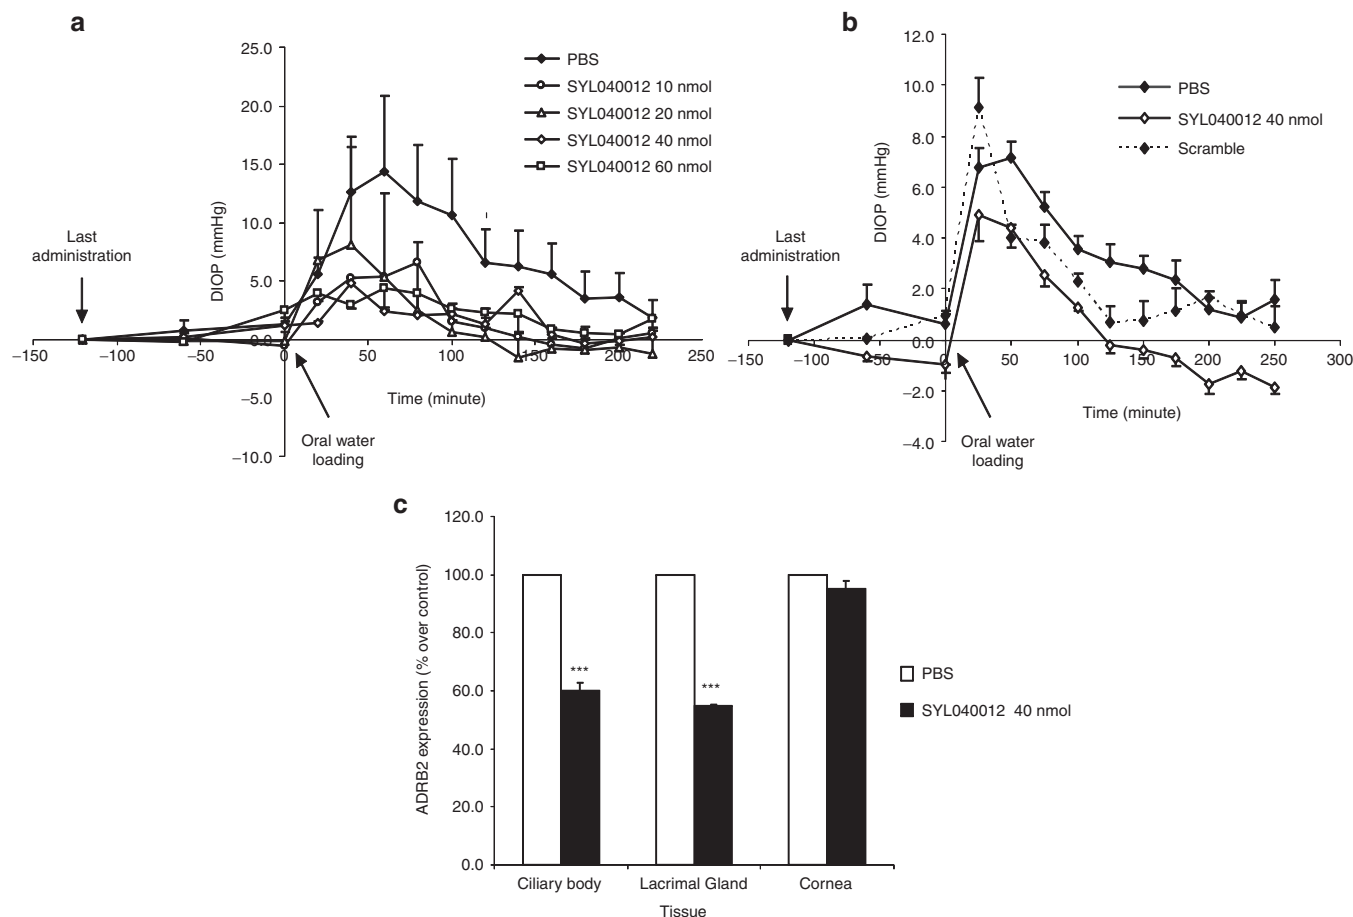 a
25.0
20.0
15.0
10.0
5.0
0.0
−5.0
−10.0
DIOP (mmHg)
−150
−100
−50
0
50
100
150
200
250
Time (minute)
Last
administration
Oral water
loading
PBS
SYL040012 10 nmol
SYL040012 20 nmol
SYL040012 40 nmol
SYL040012 60 nmol
b
12.0
10.0
8.0
6.0
4.0
2.0
0.0
−2.0
−4.0
DIOP (mmHg)
−150
−100
−50
0
50
100
150
200
250
300
Time (minute)
Last
administration
Oral water
loading
PBS
SYL040012 40 nmol
Scramble
c
120.0
100.0
80.0
60.0
40.0
20.0
0.0
ADRB2 expression (% over control)
***
***
Ciliary body
Lacrimal Gland
Cornea
Tissue
PBS
SYL040012 40 nmol